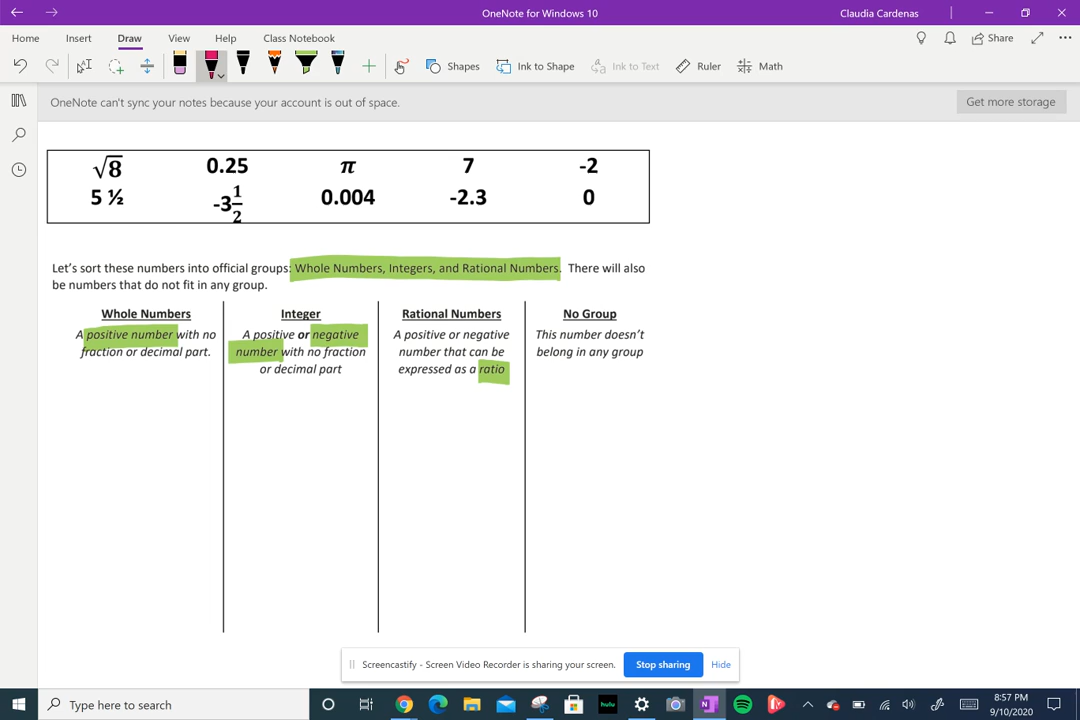 OneNote for Windows 10
Claudia Cardenas
Home Insert Draw View Help Class Notebook
Share
Shapes Ink to Shape Ink to Text Ruler Math
OneNote can't sync your notes because your account is out of space.
Get more storage
√8 0.25 π 7 -2
5 ½ -3 1/2 0.004 -2.3 0
Let's sort these numbers into official groups: Whole Numbers, Integers, and Rational Numbers. There will also
be numbers that do not fit in any group.
Whole Numbers
A positive number with no
fraction or decimal part.
Integer
A positive or negative
number with no fraction
or decimal part
Rational Numbers
A positive or negative
number that can be
expressed as a ratio
No Group
This number doesn't
belong in any group
Screencastify - Screen Video Recorder is sharing your screen.
Stop sharing
Hide
Type here to search
hulu
N
8:57 PM
9/10/2020